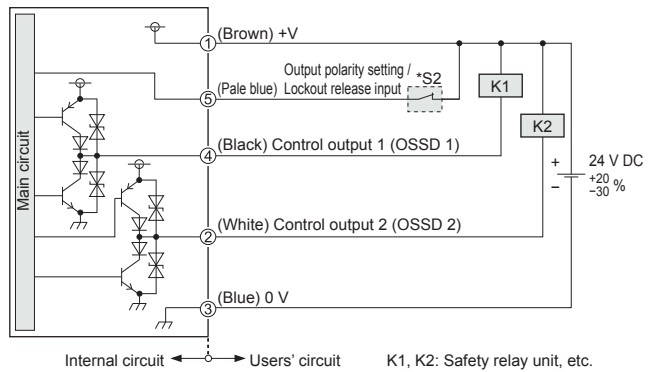 (Brown) +V
1
Output polarity setting /
Lockout release input
*S2
(Pale blue)
5
K1
K2
Main circuit
(Black) Control output 1 (OSSD 1)
4
+
−
24 V DC
+20
−30 %
(White) Control output 2 (OSSD 2)
2
(Blue) 0 V
3
Internal circuit
Users' circuit
K1, K2: Safety relay unit, etc.